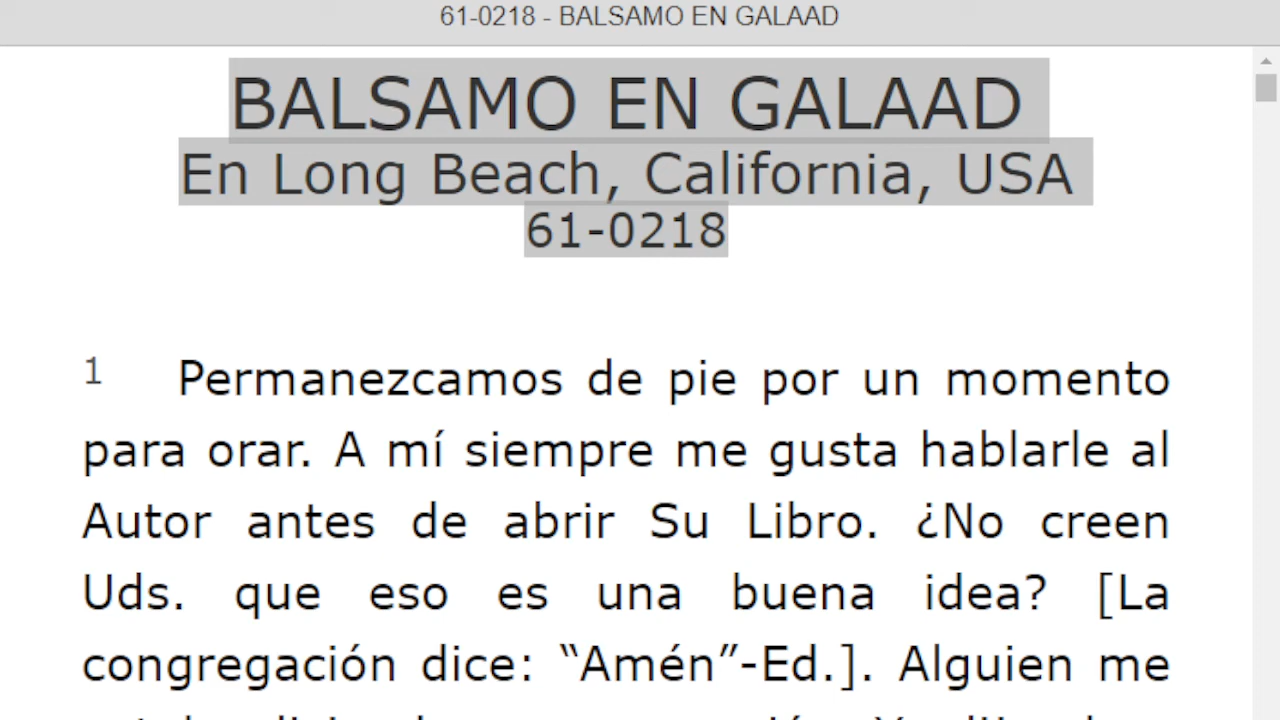 61-0218 - BALSAMO EN GALAAD
BALSAMO EN GALAAD
En Long Beach, California, USA
61-0218
1 Permanezcamos de pie por un momento
para orar. A mí siempre me gusta hablarle al
Autor antes de abrir Su Libro. ¿No creen
Uds. que eso es una buena idea? [La
congregación dice: “Amén”-Ed.]. Alguien me